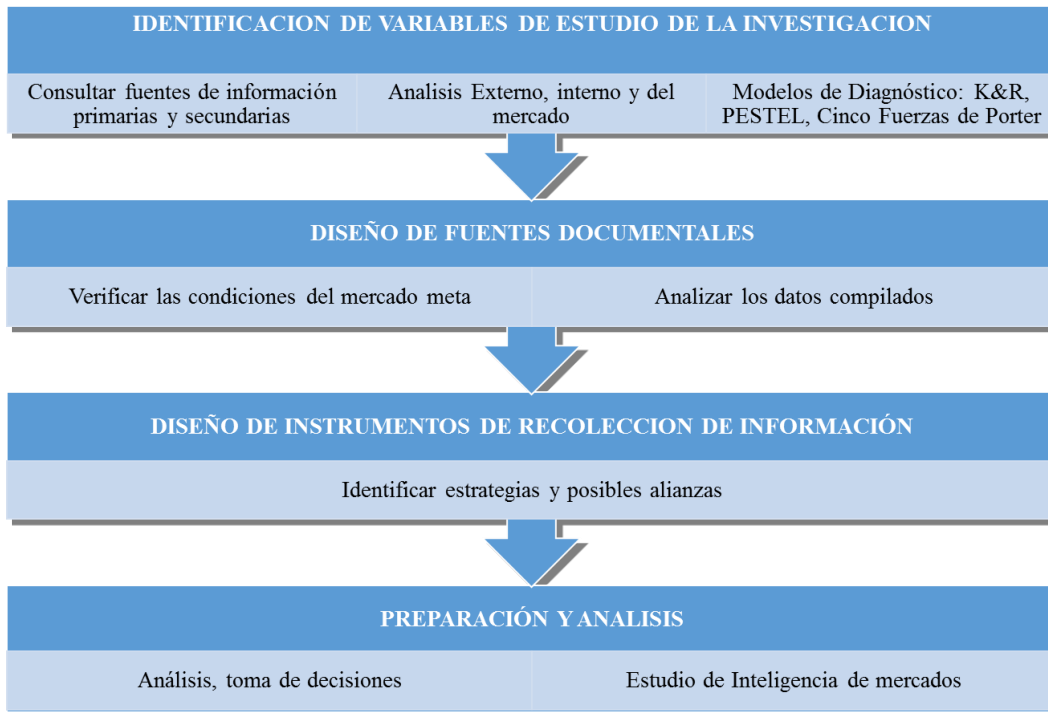 IDENTIFICACION DE VARIABLES DE ESTUDIO DE LA INVESTIGACION
Consultar fuentes de información
primarias y secundarias
Analisis Externo, interno y del
mercado
Modelos de Diagnóstico: K&R,
PESTEL, Cinco Fuerzas de Porter
DISEÑO DE FUENTES DOCUMENTALES
Verificar las condiciones del mercado meta
Analizar los datos compilados
DISEÑO DE INSTRUMENTOS DE RECOLECCION DE INFORMACIÓN
Identificar estrategias y posibles alianzas
PREPARACIÓN Y ANALISIS
Análisis, toma de decisiones
Estudio de Inteligencia de mercados